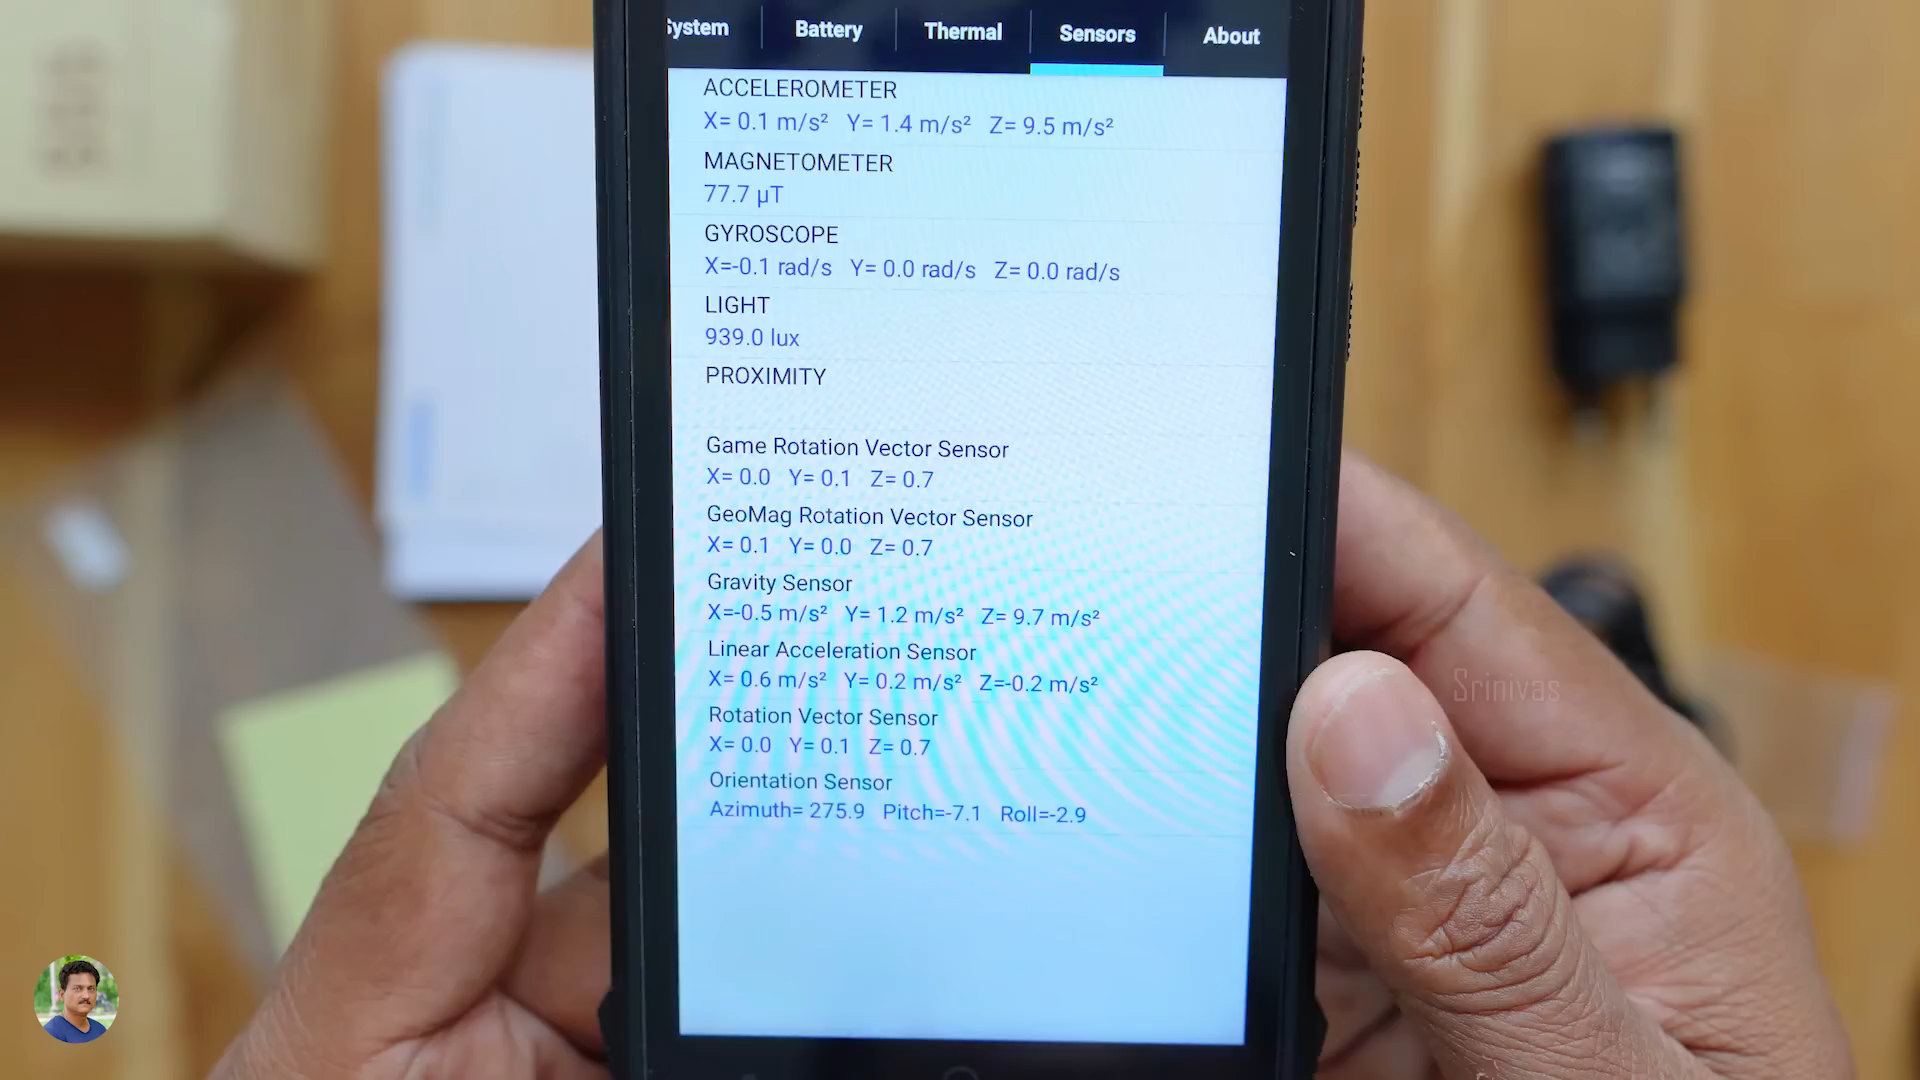 System Battery Thermal Sensors About
ACCELEROMETER
X= 0.1 m/s² Y= 1.4 m/s² Z= 9.5 m/s²
MAGNETOMETER
77.7 μT
GYROSCOPE
X=-0.1 rad/s Y= 0.0 rad/s Z= 0.0 rad/s
LIGHT
939.0 lux
PROXIMITY
Game Rotation Vector Sensor
X= 0.0 Y= 0.1 Z= 0.7
GeoMag Rotation Vector Sensor
X= 0.1 Y= 0.0 Z= 0.7
Gravity Sensor
X=-0.5 m/s² Y= 1.2 m/s² Z= 9.7 m/s²
Linear Acceleration Sensor
X= 0.6 m/s² Y= 0.2 m/s² Z=-0.2 m/s²
Rotation Vector Sensor
X= 0.0 Y= 0.1 Z= 0.7
Orientation Sensor
Azimuth= 275.9 Pitch=-7.1 Roll=-2.9
Srinivas